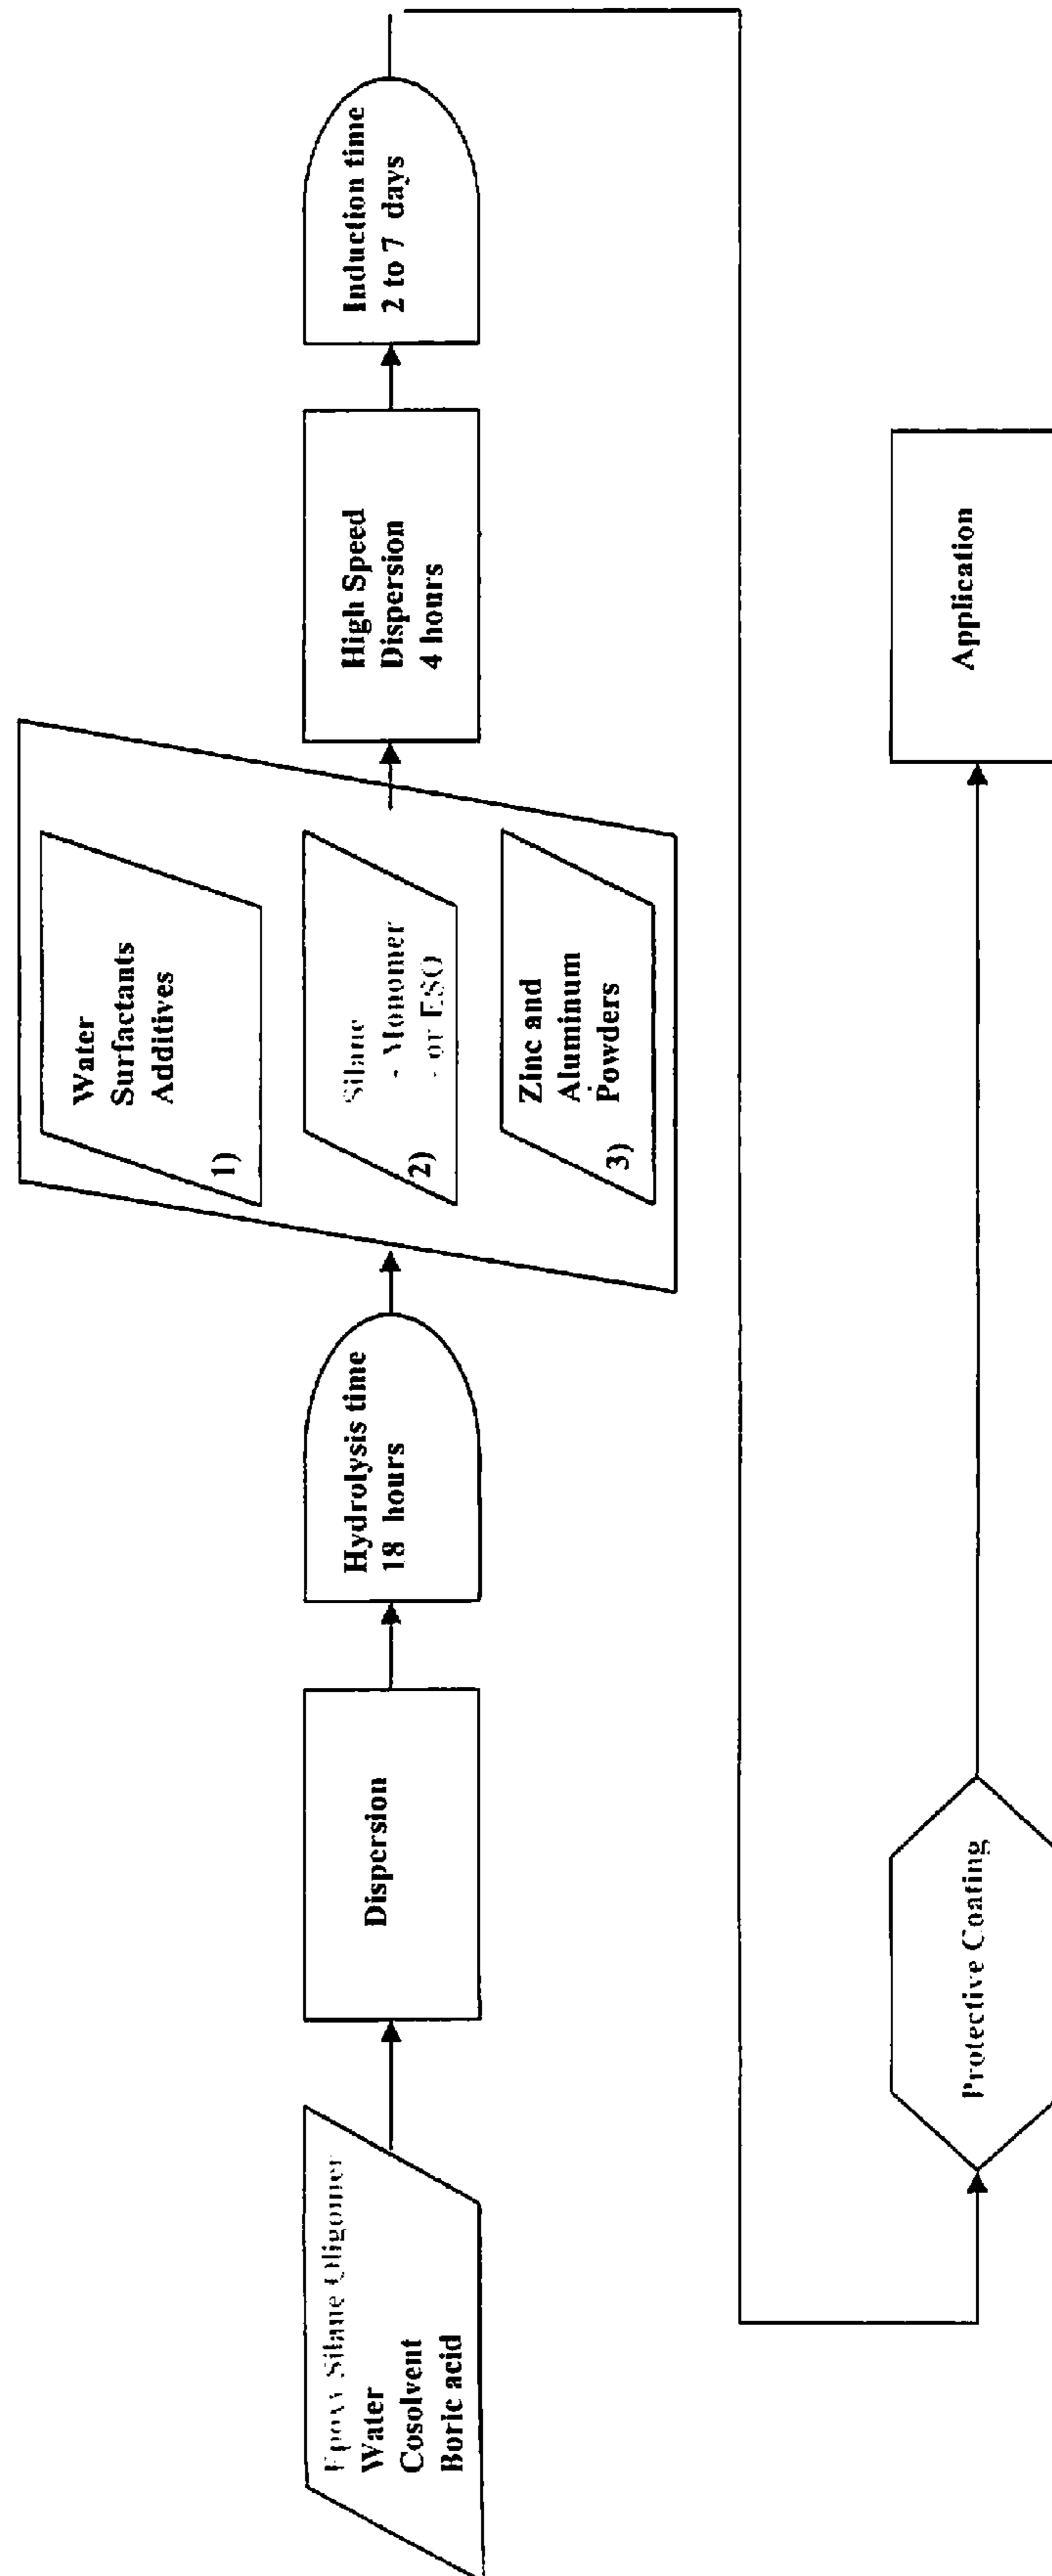 Epoxy Silane Oligomer
Water
Cosolvent
Boric acid
Dispersion
Hydrolysis time
18 hours
Water
Surfactants
Additives
1)
Silane
- Monomer
- or ESO
2)
Zinc and
Aluminum
Powders
3)
High Speed
Dispersion
4 hours
Induction time
2 to 7 days
Protective Coating
Application